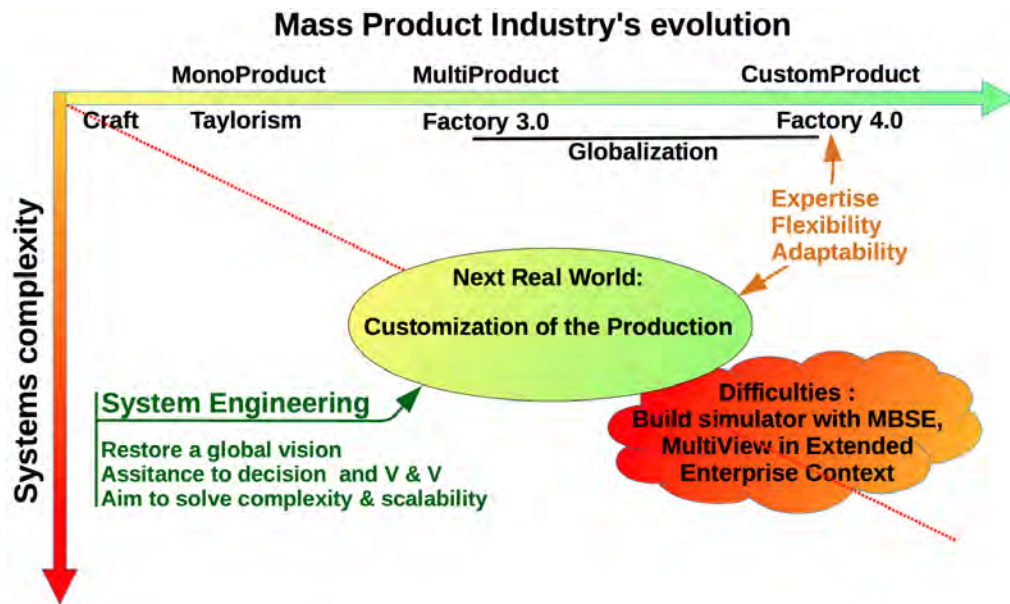 Mass Product Industry's evolution
MonoProduct MultiProduct CustomProduct
Craft Taylorism Factory 3.0 Factory 4.0
Globalization
Expertise
Flexibility
Adaptability
Systems complexity
Next Real World:
Customization of the Production
System Engineering
Restore a global vision
Assitance to decision and V & V
Aim to solve complexity & scalability
Difficulties :
Build simulator with MBSE,
MultiView in Extended
Enterprise Context